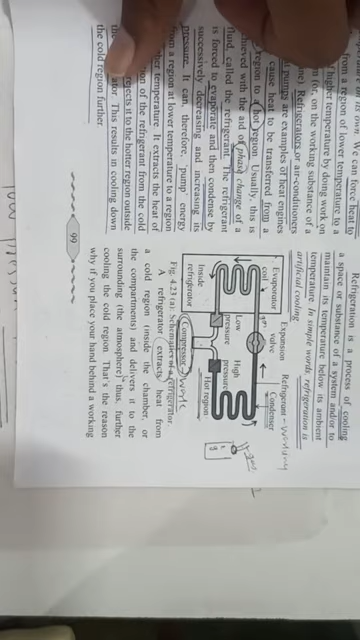 from a region of lower temperature to a
higher temperature by doing work on
(or, on the working substance of a
Refrigerators or air-conditioners
pumps are examples of heat engines
cause heat to be transferred from a
region to hot region. Usually, this is
achieved with the aid of phase change of a
fluid, called the refrigerant. The refrigerant
is forced to evaporate and then condense by
successively decreasing and increasing its
pressure. It can, therefore, pump energy
from a region of lower temperature to a region
temperature. It extracts the heat of
of the refrigerant from the cold
rejects it to the hotter region outside
This results in cooling down
the cold region further.
Refrigeration is a process of cooling
a space or substance of a system and/or to
maintain its temperature below its ambient
temperature. In simple words, refrigeration is
artificial cooling
Refrigerant - Working
Expansion
valve
Condenser
Evaporator
coil
gas
Low
pressure
High
pressure
Inside
refrigerator
Hot region
Compressor
Work
Fig. 4.23 (a): Schematics of a refrigerator.
A refrigerator extracts heat from
a cold region (inside the chamber, or
the compartments) and delivers it to the
surrounding (the atmosphere) thus, further
cooling the cold region. That's the reason
why if you place your hand behind a working
99